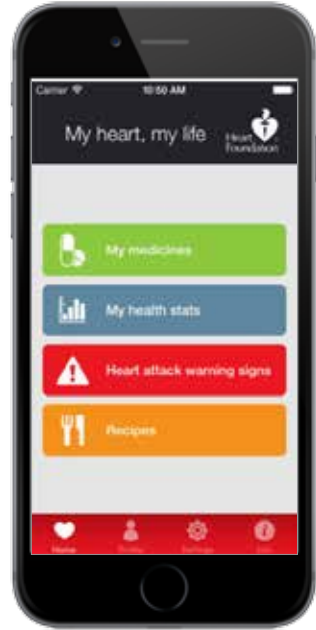 Carrier 10:50 AM
My heart, my life
Heart
Foundation
My medicines
My health stats
Heart attack warning signs
Recipes
Home Profile Settings Info